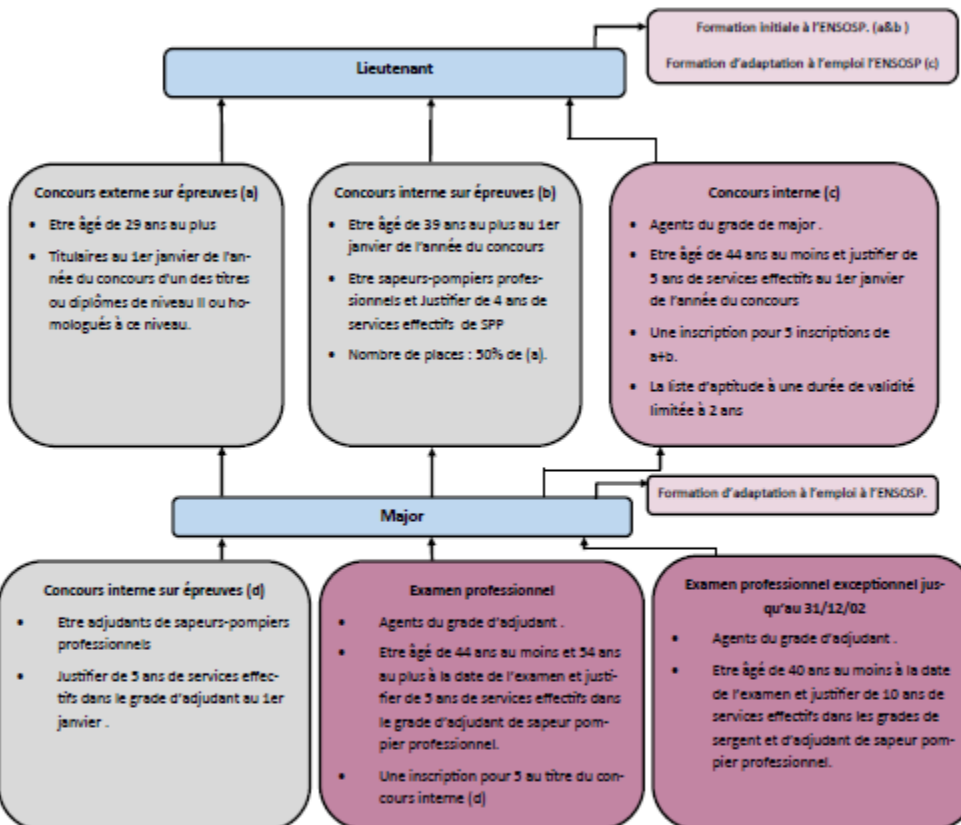 Formation initiale à l'ENSOSP. (a&b )
Formation d'adaptation à l'emploi l'ENSOSP (c)
Lieutenant
Concours externe sur épreuves (a)
• Etre âgé de 29 ans au plus
• Titulaires au 1er janvier de l'an-
née du concours d'un des titres
ou diplômes de niveau II ou ho-
mologués à ce niveau.
Concours interne sur épreuves (b)
• Etre âgé de 39 ans au plus au 1er
janvier de l'année du concours
• Etre sapeurs-pompiers profes-
sionnels et Justifier de 4 ans de
services effectifs de SPP
• Nombre de places : 50% de (a).
Concours interne (c)
• Agents du grade de major .
• Etre âgé de 44 ans au moins et justifier de
5 ans de services effectifs au 1er janvier
de l'année du concours
• Une inscription pour 5 inscriptions de
a+b.
• La liste d'aptitude à une durée de validité
limitée à 2 ans
Formation d'adaptation à l'emploi à l'ENSOSP.
Major
Concours interne sur épreuves (d)
• Etre adjudants de sapeurs-pompiers
professionnels
• Justifier de 5 ans de services effec-
tifs dans le grade d'adjudant au 1er
janvier .
Examen professionnel
• Agents du grade d'adjudant .
• Etre âgé de 44 ans au moins et 54 ans
au plus à la date de l'examen et justi-
fier de 5 ans de services effectifs dans
le grade d'adjudant de sapeur pom-
pier professionnel.
• Une inscription pour 5 au titre du con-
cours interne (d)
Examen professionnel exceptionnel jus-
qu'au 31/12/02
• Agents du grade d'adjudant .
• Etre âgé de 40 ans au moins à la date
de l'examen et justifier de 10 ans de
services effectifs dans les grades de
sergent et d'adjudant de sapeur pom-
pier professionnel.